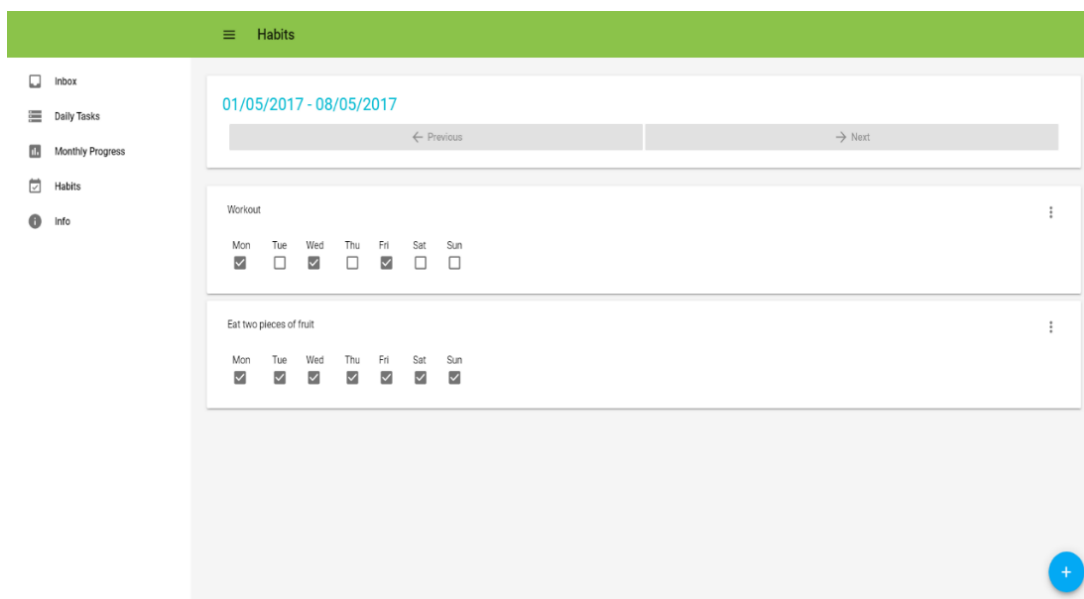 Habits
Inbox
Daily Tasks
Monthly Progress
Habits
Info
01/05/2017 - 08/05/2017
Previous Next
Workout
Mon Tue Wed Thu Fri Sat Sun
Eat two pieces of fruit
Mon Tue Wed Thu Fri Sat Sun